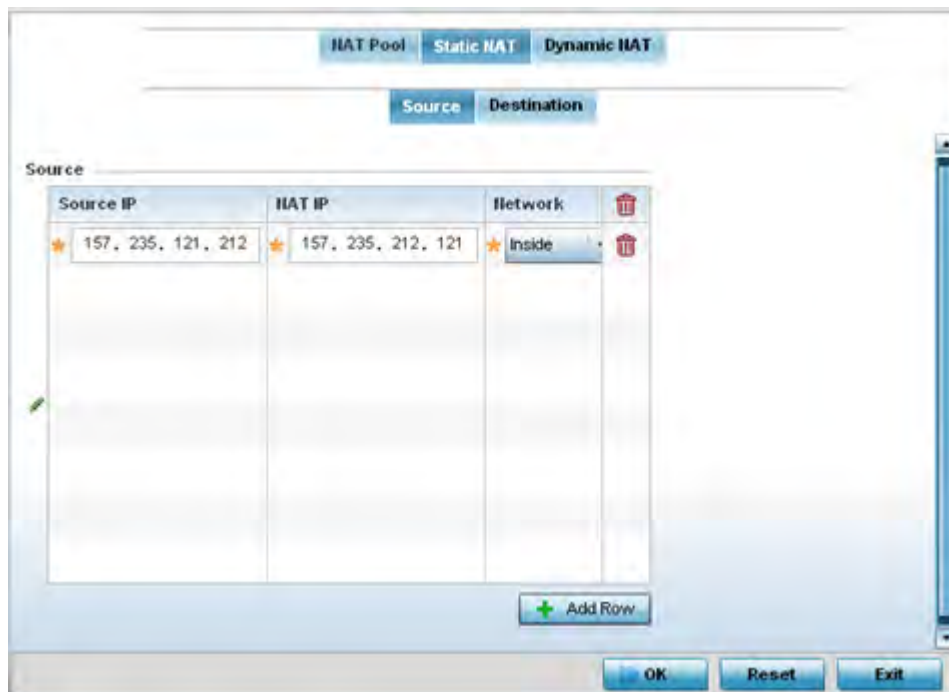 NAT Pool Static NAT Dynamic NAT
Source Destination
Source
Source IP NAT IP Network
157. 235. 121. 212 157. 235. 212. 121 Inside
Add Row
OK Reset Exit